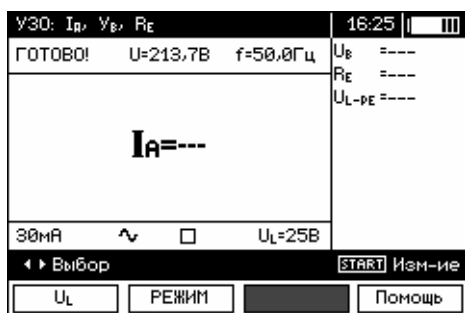 УЗО: IA, УB, RE 16:25
ГОТОВО! U=213,7В f=50,0Гц
UB =---
RE =---
UL-PE =---
IA=---
30мА UL=25В
Выбор START Изм-ие
UL РЕЖИМ Помощь